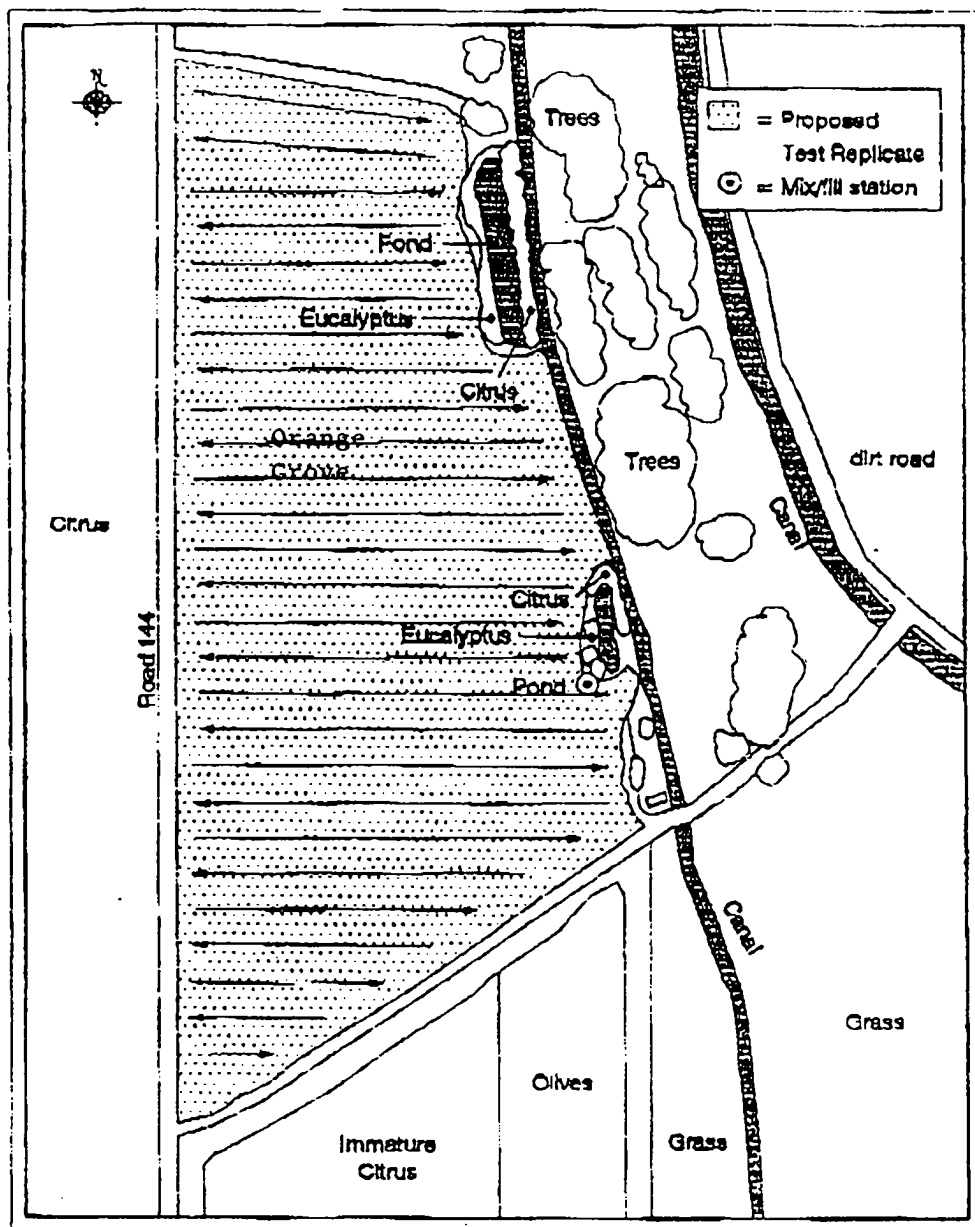 N
Trees
= Proposed
Test Replicate
= Mix/fill station
Pond
Eucalyptus
Citrus
Orange
Grove
Trees
dirt road
Citrus
Canal
Citrus
Eucalyptus
Road 144
Pond
Canal
Grass
Olives
Immature
Citrus
Grass